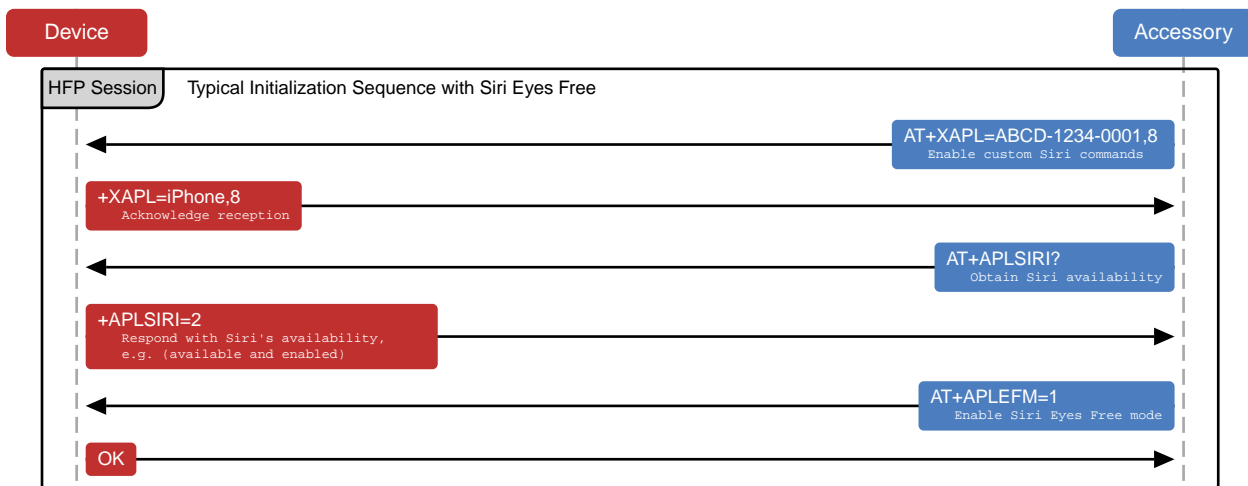 Device
Accessory
HFP Session
Typical Initialization Sequence with Siri Eyes Free
AT+XAPL=ABCD-1234-0001,8
Enable custom Siri commands
+XAPL=iPhone,8
Acknowledge reception
AT+APLSIRI?
Obtain Siri availability
+APLSIRI=2
Respond with Siri's availability,
e.g. (available and enabled)
AT+APLEFM=1
Enable Siri Eyes Free mode
OK